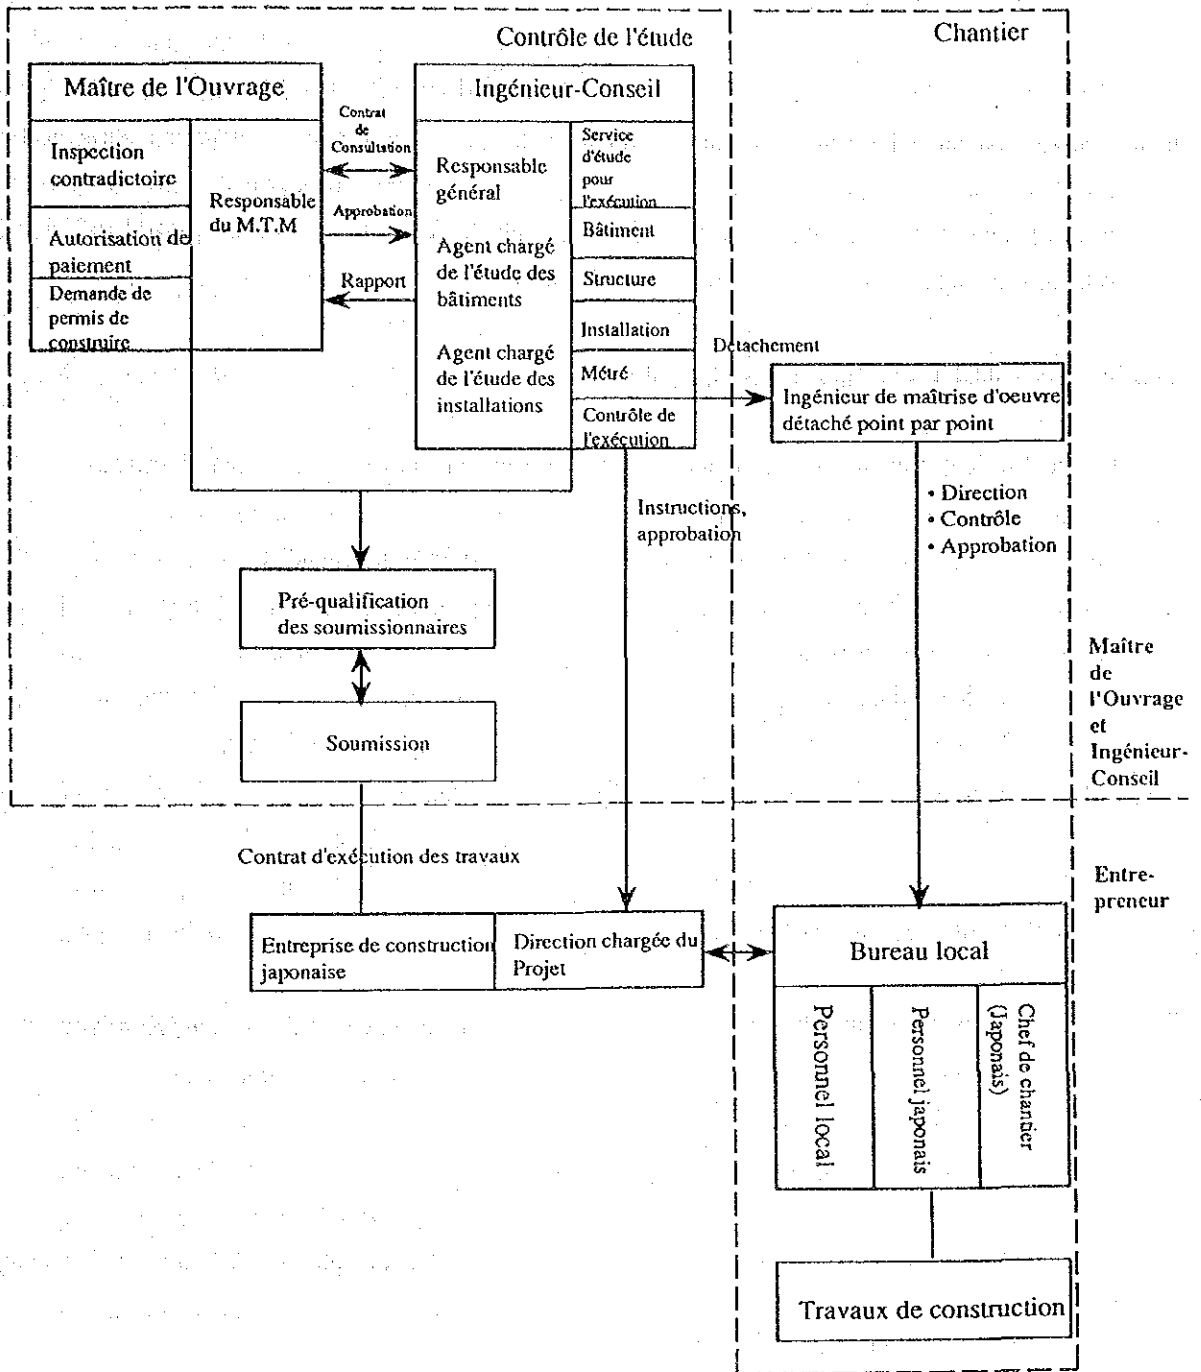 Contrôle de l'étude
Chantier
Maître de l'Ouvrage
Inspection
contradictoire
Autorisation de
paiement
Demande de
permis de
construire
Responsable
du M.T.M
Contrat
de
Consultation
Approbation
Rapport
Ingénieur-Conseil
Responsable
général
Agent chargé
de l'étude des
bâtiments
Agent chargé
de l'étude des
installations
Service
d'étude
pour
l'exécution
Bâtiment
Structure
Installation
Métré
Contrôle de
l'exécution
Détachement
Ingénieur de maîtrise d'oeuvre
détaché point par point
Instructions,
approbation
• Direction
• Contrôle
• Approbation
Pré-qualification
des soumissionnaires
Soumission
Maître
de
l'Ouvrage
et
Ingénieur-
Conseil
Contrat d'exécution des travaux
Entre-
preneur
Entreprise de construction
japonaise
Direction chargée du
Projet
Bureau local
Personnel local
Personnel japonais
Chef de chantier
(Japonais)
Travaux de construction